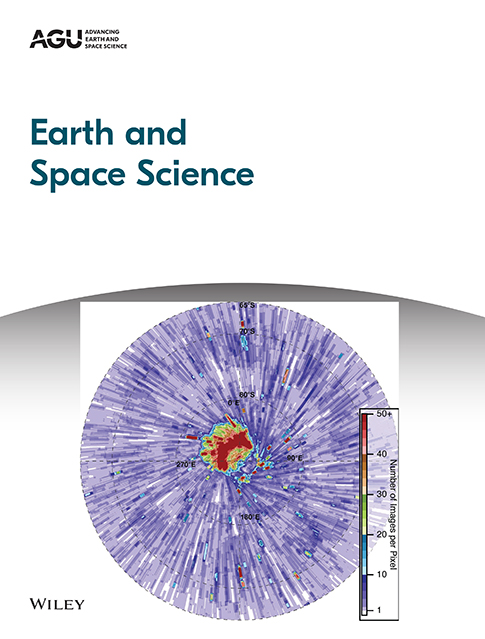 AGU
ADVANCING
EARTH AND
SPACE SCIENCE
Earth and
Space Science
65°S
70°S
80°S
0°E
270°E
90°E
180°E
50+
40
30
20
10
1
Number of Images per Pixel
WILEY